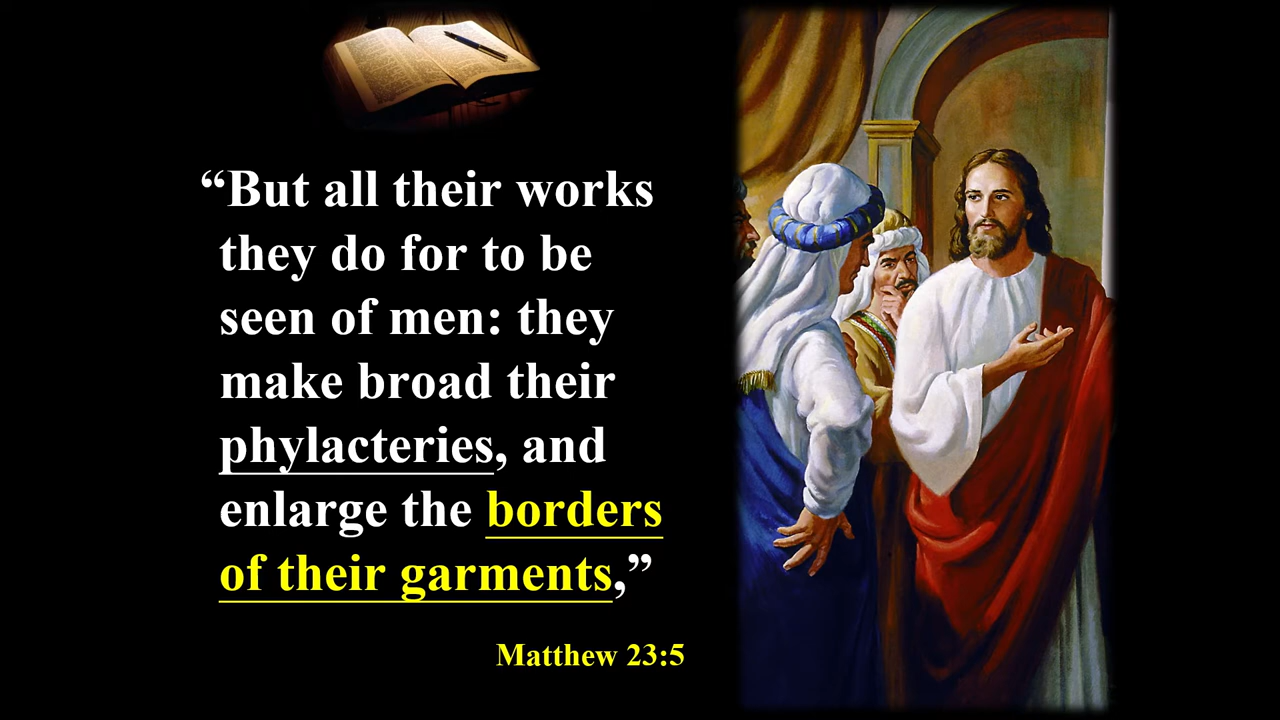 “But all their works
they do for to be
seen of men: they
make broad their
phylacteries, and
enlarge the borders
of their garments,”
Matthew 23:5